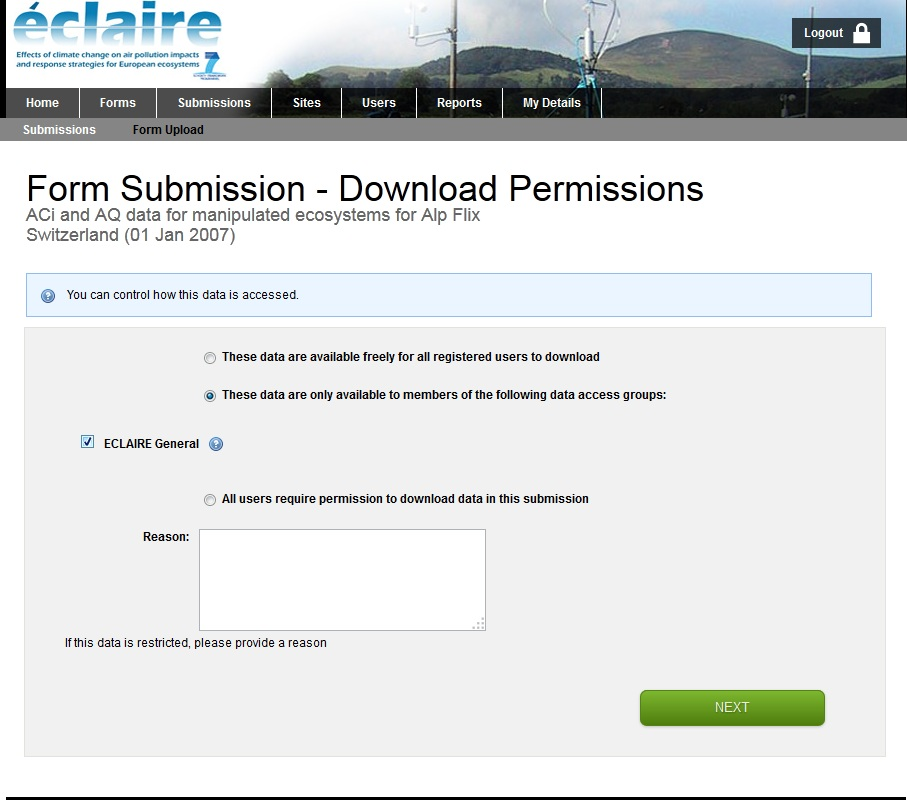 éclaire
Effects of climate change on air pollution impacts
and response strategies for European ecosystems
Logout
Home Forms Submissions Sites Users Reports My Details
Submissions Form Upload
Form Submission - Download Permissions
ACi and AQ data for manipulated ecosystems for Alp Flix
Switzerland (01 Jan 2007)
You can control how this data is accessed.
These data are available freely for all registered users to download
These data are only available to members of the following data access groups:
ECLAIRE General
All users require permission to download data in this submission
Reason:
If this data is restricted, please provide a reason
NEXT